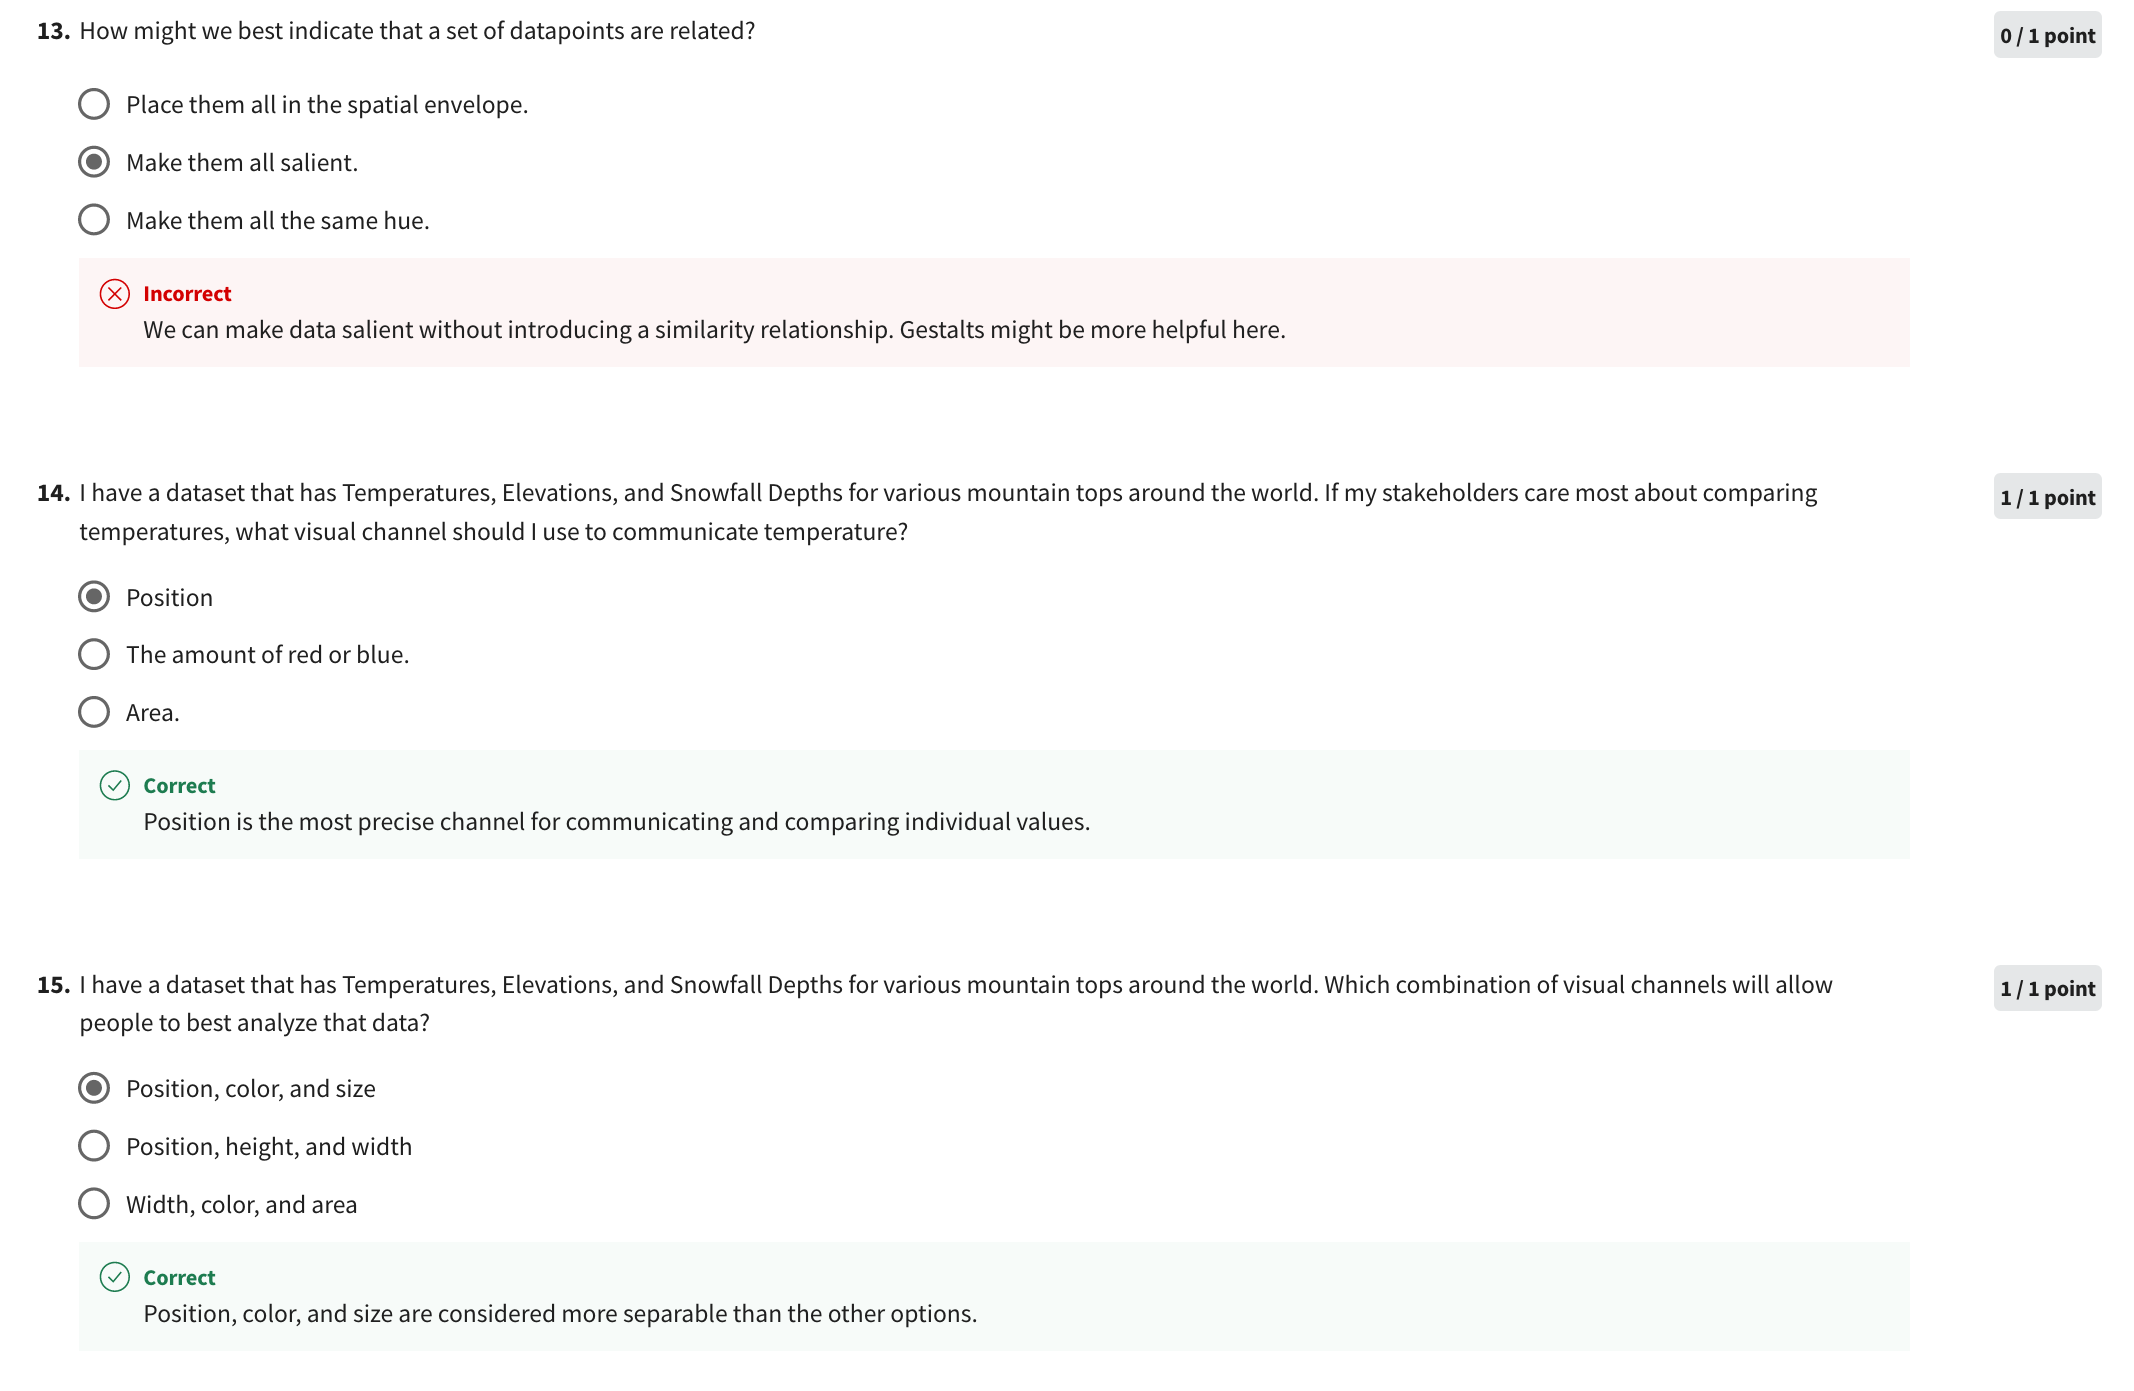 13. How might we best indicate that a set of datapoints are related?
0 / 1 point
Place them all in the spatial envelope.
Make them all salient.
Make them all the same hue.
Incorrect
We can make data salient without introducing a similarity relationship. Gestalts might be more helpful here.
14. I have a dataset that has Temperatures, Elevations, and Snowfall Depths for various mountain tops around the world. If my stakeholders care most about comparing
temperatures, what visual channel should I use to communicate temperature?
1 / 1 point
Position
The amount of red or blue.
Area.
Correct
Position is the most precise channel for communicating and comparing individual values.
15. I have a dataset that has Temperatures, Elevations, and Snowfall Depths for various mountain tops around the world. Which combination of visual channels will allow
people to best analyze that data?
1 / 1 point
Position, color, and size
Position, height, and width
Width, color, and area
Correct
Position, color, and size are considered more separable than the other options.